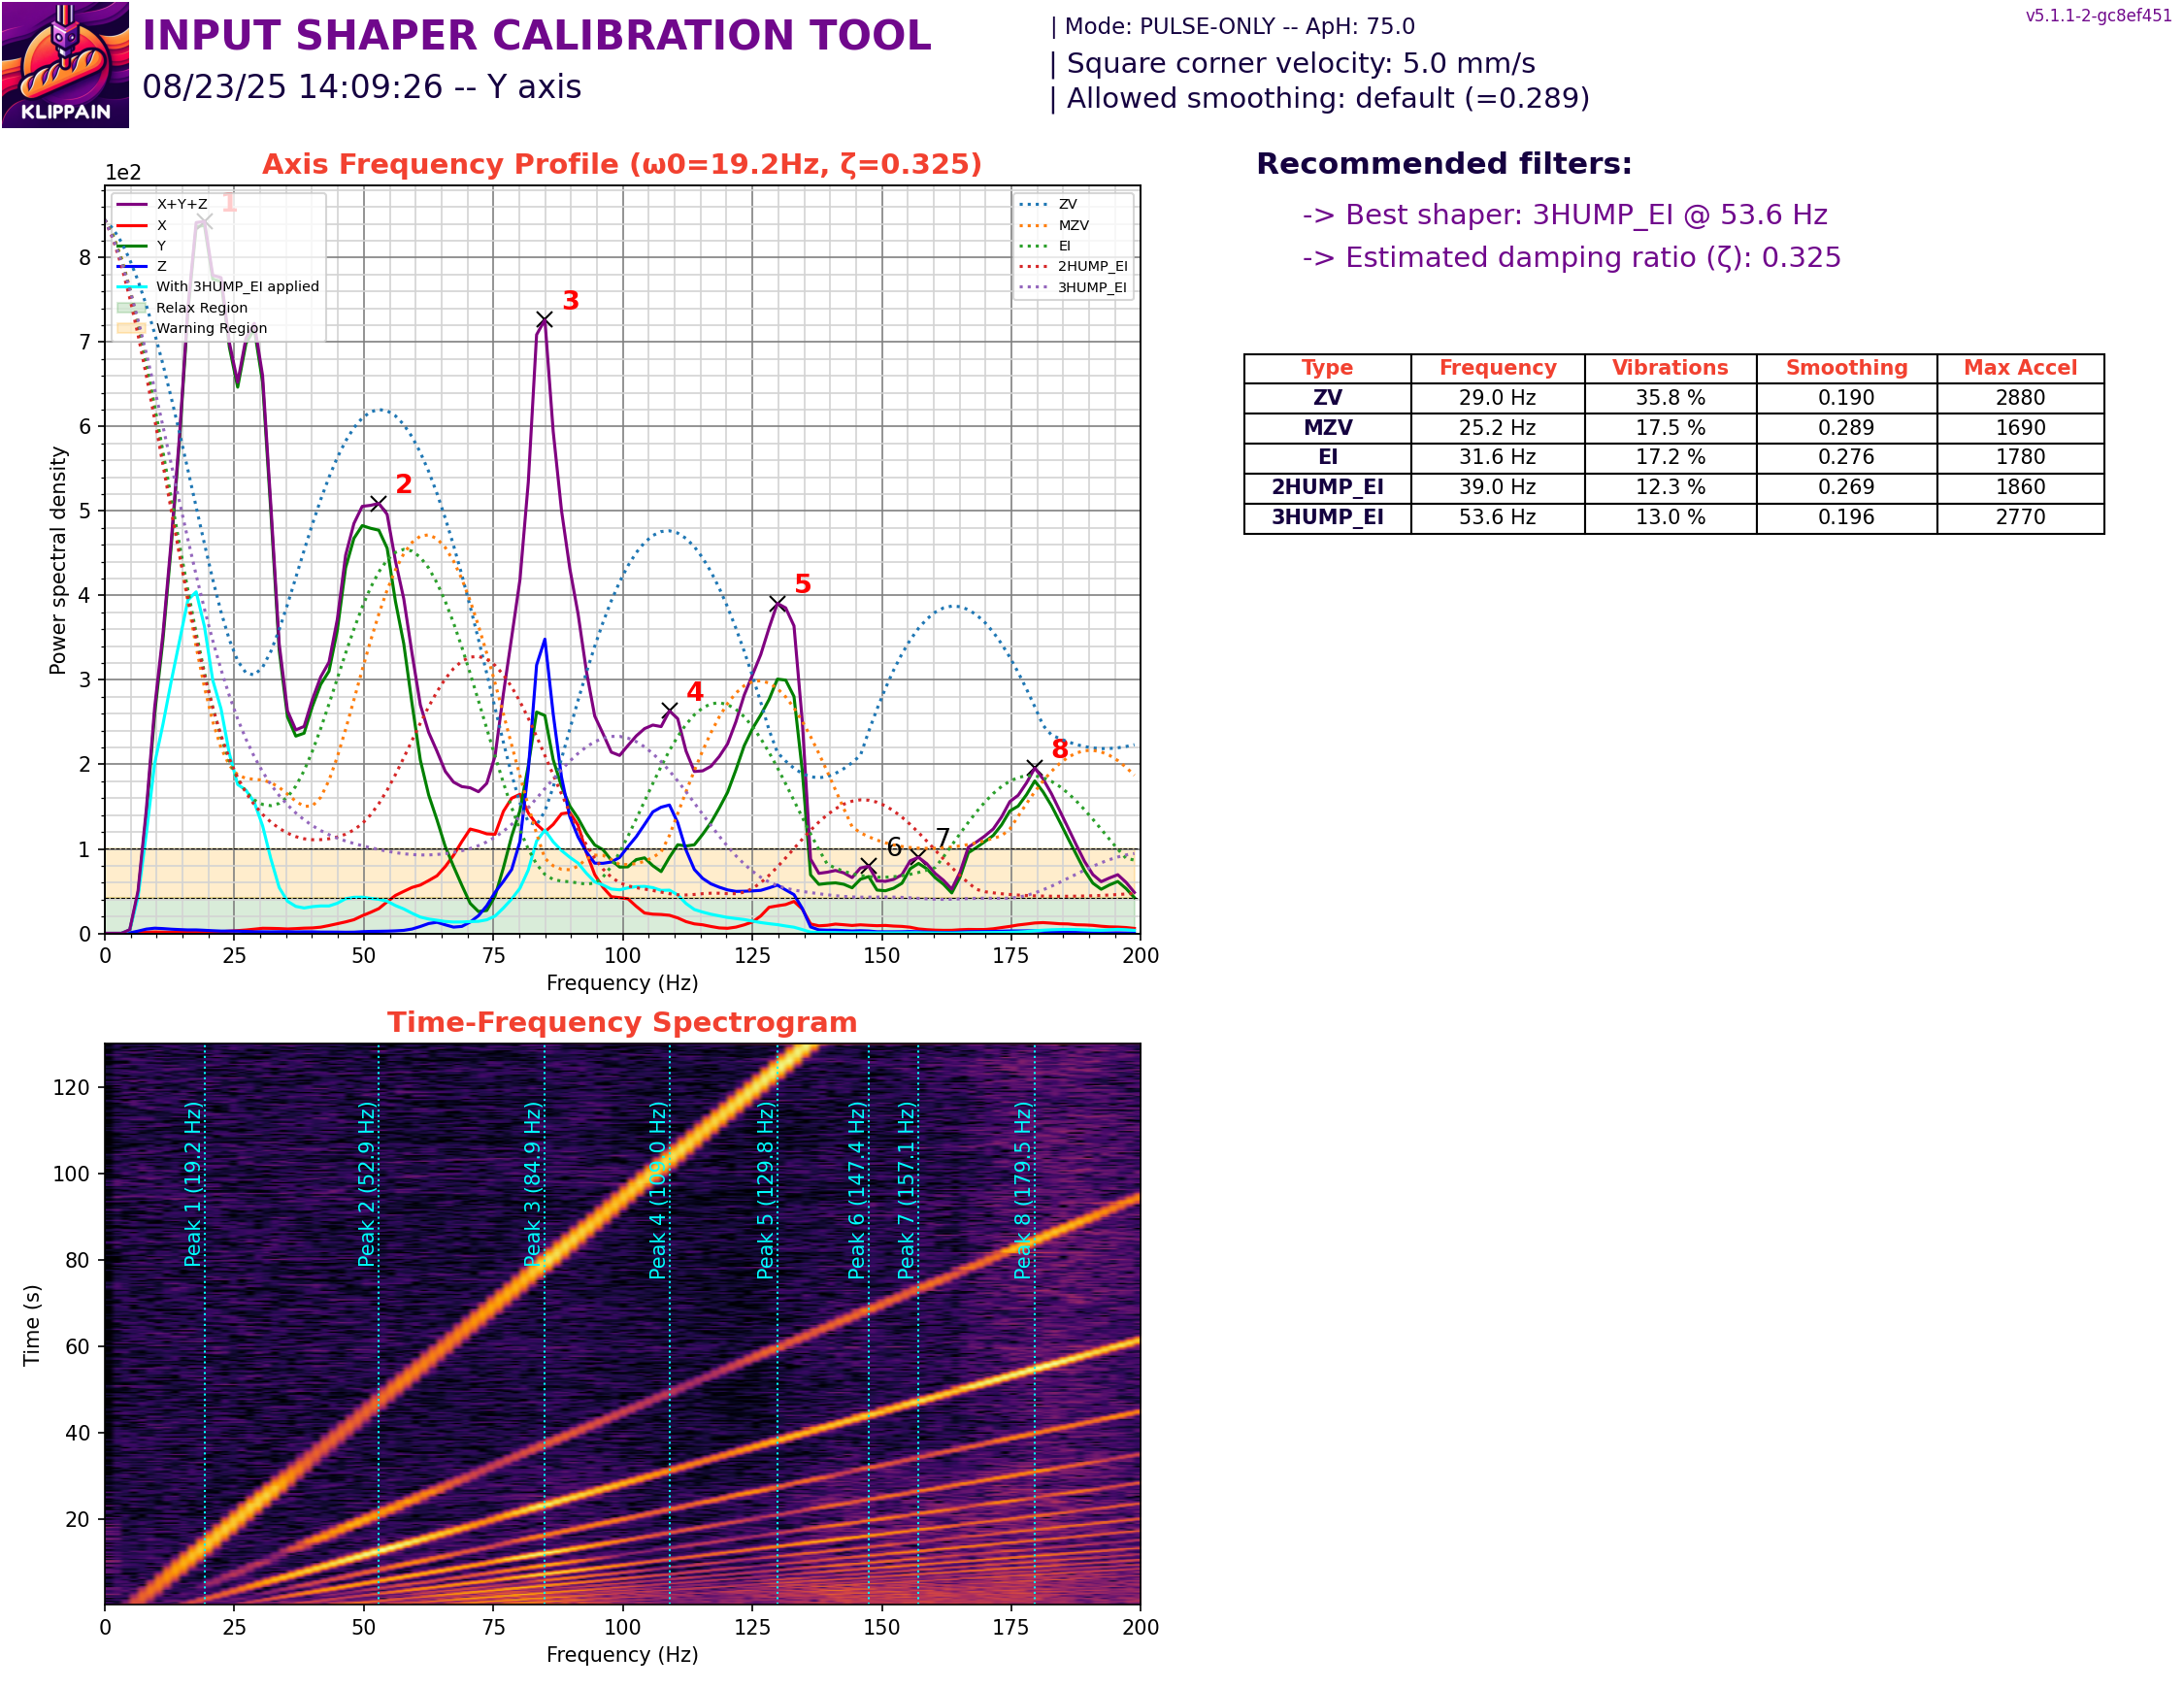 INPUT SHAPER CALIBRATION TOOL
08/23/25 14:09:26 -- Y axis
KLIPPAIN
| Mode: PULSE-ONLY -- ApH: 75.0
| Square corner velocity: 5.0 mm/s
| Allowed smoothing: default (=0.289)
v5.1.1-2-gc8ef451
Axis Frequency Profile (ω0=19.2Hz, ζ=0.325)
1e2
X+Y+Z
X
Y
Z
With 3HUMP_EI applied
Relax Region
Warning Region
ZV
MZV
EI
2HUMP_EI
3HUMP_EI
1
2
3
4
5
6
7
8
Power spectral density
8
7
6
5
4
3
2
1
0
0 25 50 75 100 125 150 175 200
Frequency (Hz)
Recommended filters:
-> Best shaper: 3HUMP_EI @ 53.6 Hz
-> Estimated damping ratio (ζ): 0.325
Type Frequency Vibrations Smoothing Max Accel
ZV 29.0 Hz 35.8 % 0.190 2880
MZV 25.2 Hz 17.5 % 0.289 1690
EI 31.6 Hz 17.2 % 0.276 1780
2HUMP_EI 39.0 Hz 12.3 % 0.269 1860
3HUMP_EI 53.6 Hz 13.0 % 0.196 2770
Time-Frequency Spectrogram
Time (s)
120
100
80
60
40
20
Peak 1 (19.2 Hz)
Peak 2 (52.9 Hz)
Peak 3 (84.9 Hz)
Peak 4 (109.0 Hz)
Peak 5 (129.8 Hz)
Peak 6 (147.4 Hz)
Peak 7 (157.1 Hz)
Peak 8 (179.5 Hz)
0 25 50 75 100 125 150 175 200
Frequency (Hz)